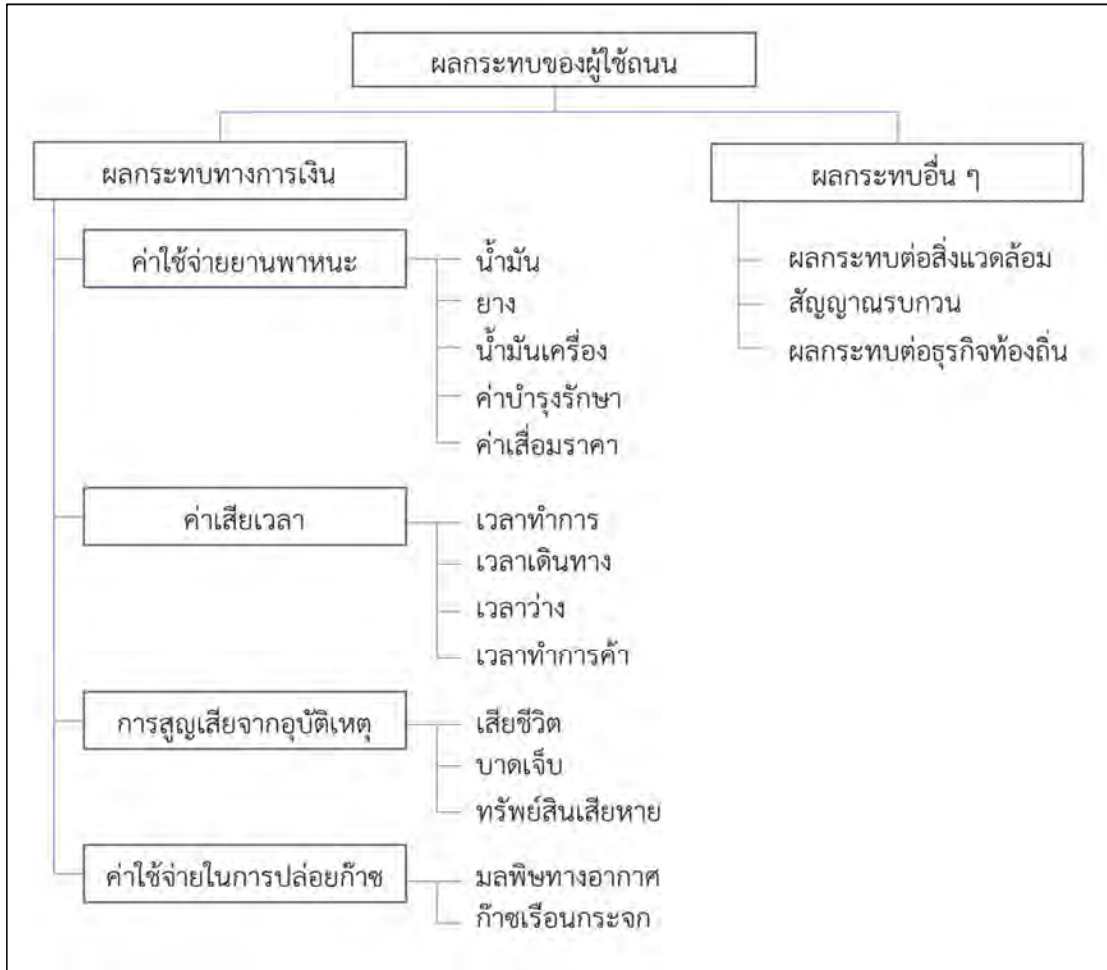 ผลกระทบของผู้ใช้ถนน
ผลกระทบทางการเงิน
ค่าใช้จ่ายยานพาหนะ
น้ำมัน
ยาง
น้ำมันเครื่อง
ค่าบำรุงรักษา
ค่าเสื่อมราคา
ค่าเสียเวลา
เวลาทำการ
เวลาเดินทาง
เวลาว่าง
เวลาทำการค้า
การสูญเสียจากอุบัติเหตุ
เสียชีวิต
บาดเจ็บ
ทรัพย์สินเสียหาย
ค่าใช้จ่ายในการปล่อยก๊าซ
มลพิษทางอากาศ
ก๊าซเรือนกระจก
ผลกระทบอื่น ๆ
ผลกระทบต่อสิ่งแวดล้อม
สัญญาณรบกวน
ผลกระทบต่อธุรกิจท้องถิ่น